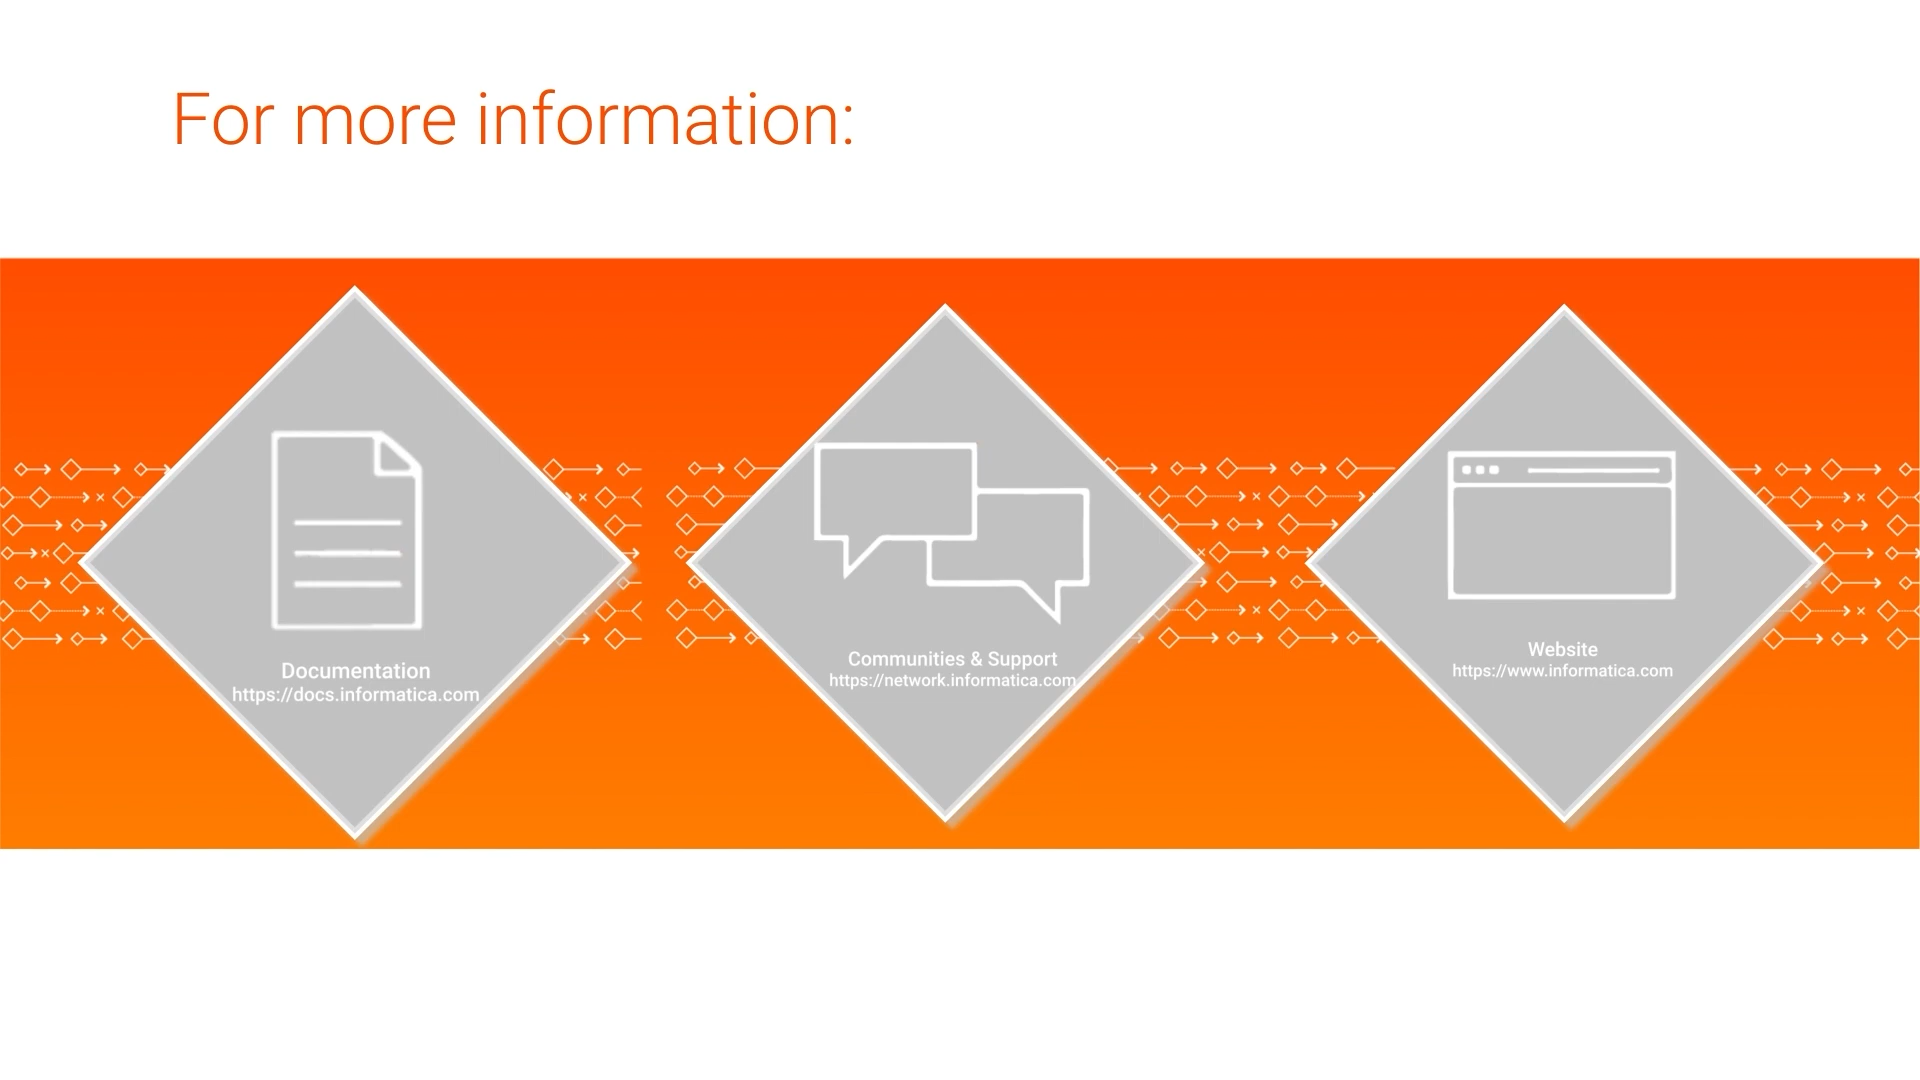 For more information:
Documentation
https://docs.informatica.com
Communities & Support
https://network.informatica.com
Website
https://www.informatica.com